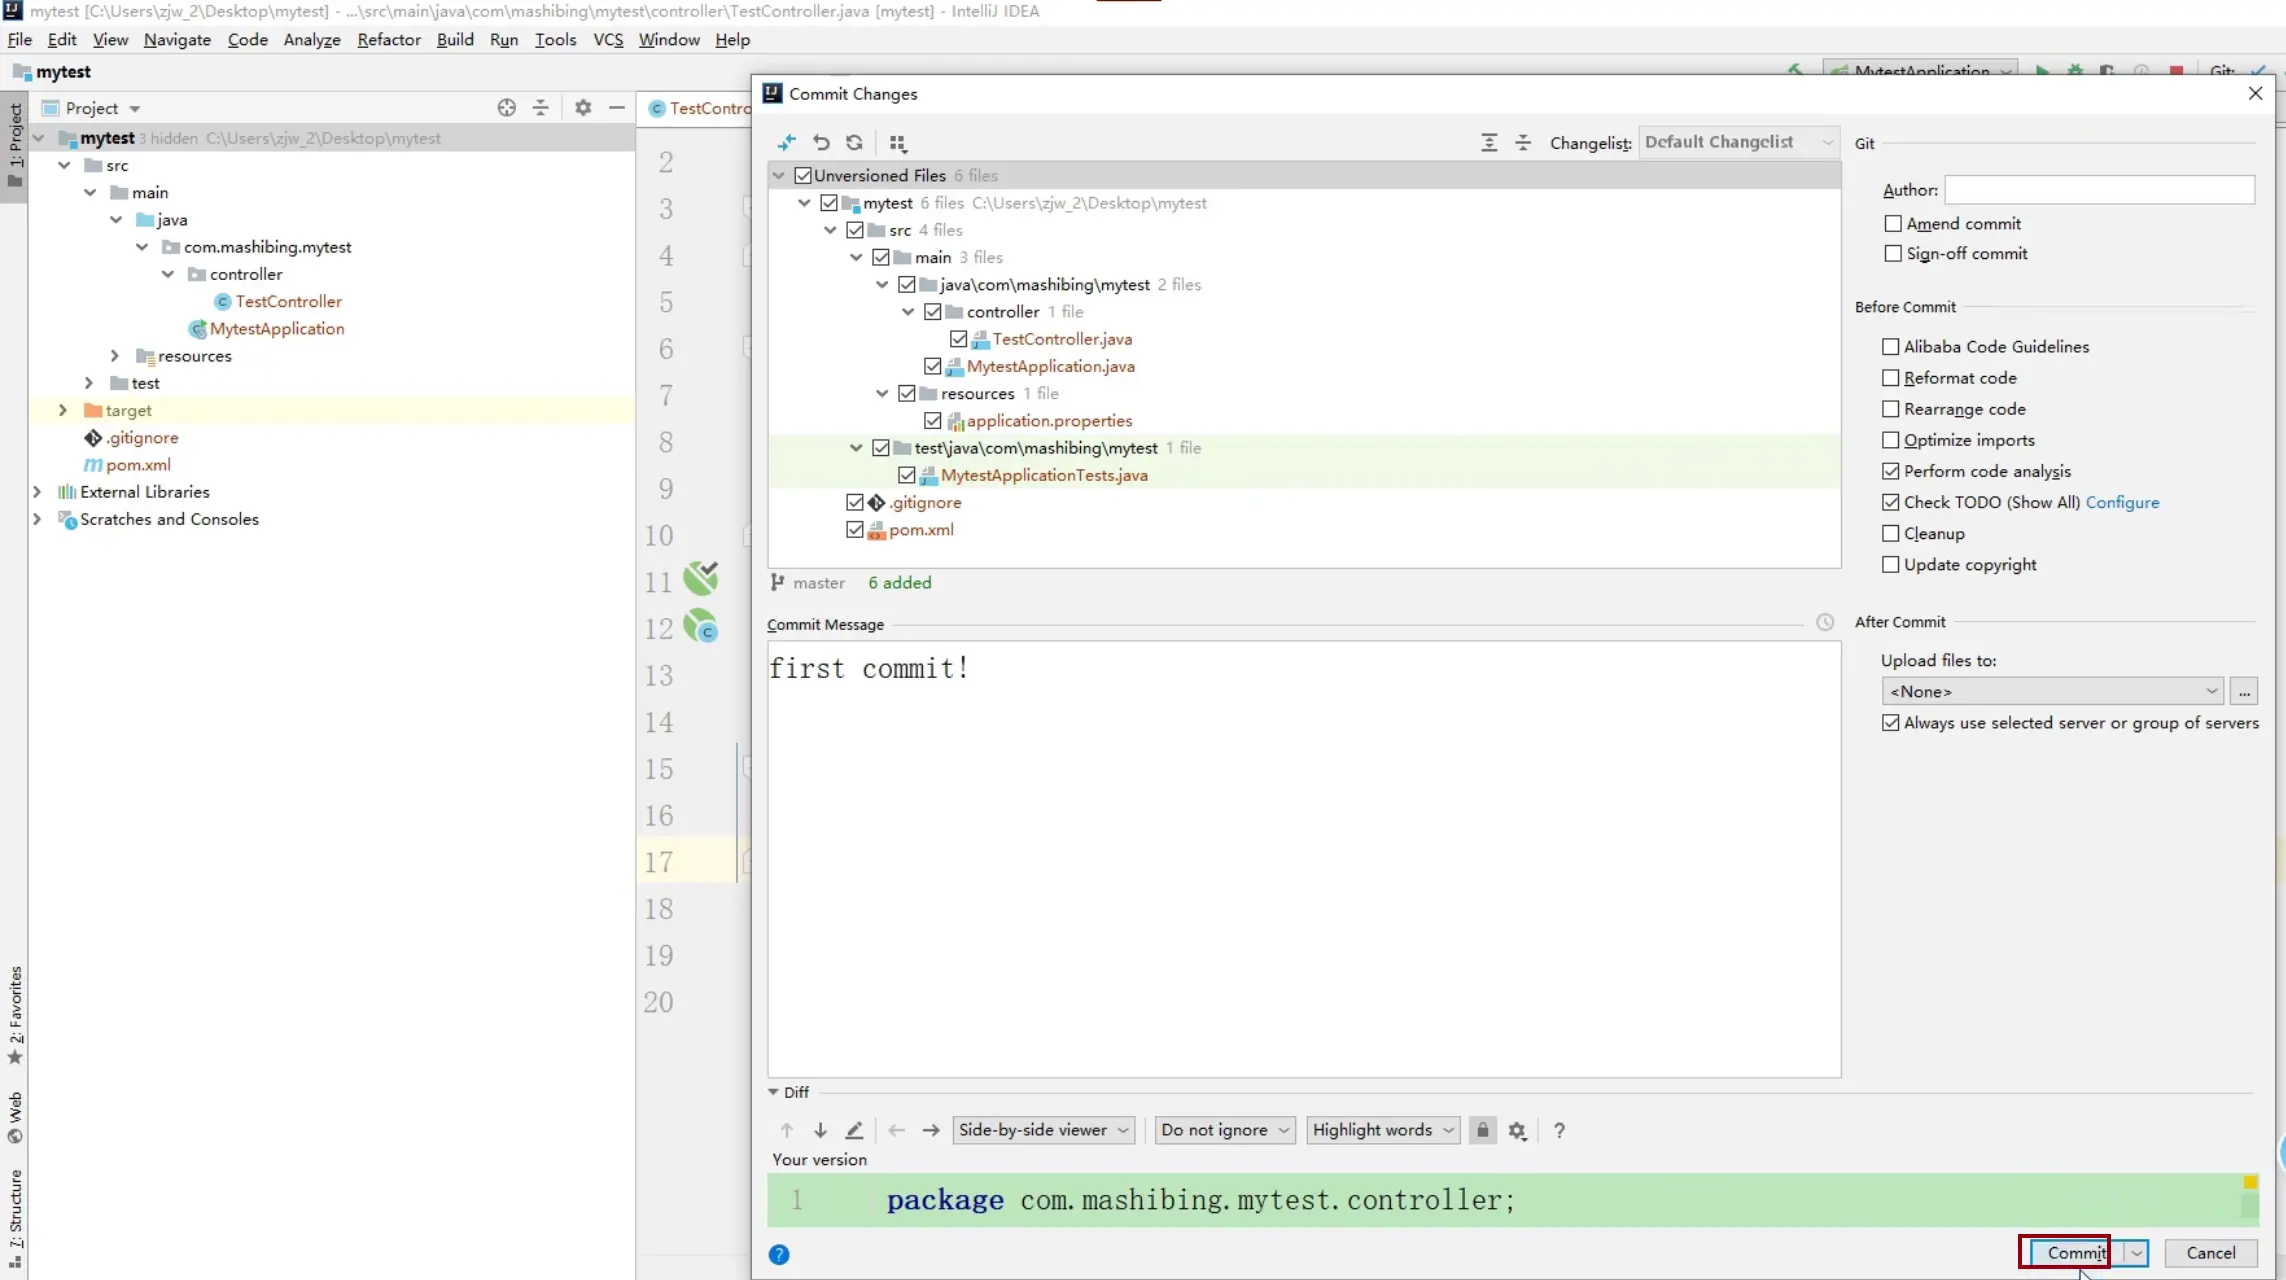 mytest [C:\Users\zjw_2\Desktop\mytest] - ...\src\main\java\com\mashibing\mytest\controller\TestController.java [mytest] - IntelliJ IDEA
File Edit View Navigate Code Analyze Refactor Build Run Tools VCS Window Help
mytest
MytestApplication
Git:
1: Project
2: Favorites
Web
7: Structure
Project
mytest 3 hidden C:\Users\zjw_2\Desktop\mytest
src
main
java
com.mashibing.mytest
controller
TestController
MytestApplication
resources
test
target
.gitignore
pom.xml
External Libraries
Scratches and Consoles
TestContro
2
3
4
5
6
7
8
9
10
11
12
13
14
15
16
17
18
19
20
Commit Changes
Changelist: Default Changelist
Unversioned Files 6 files
mytest 6 files C:\Users\zjw_2\Desktop\mytest
src 4 files
main 3 files
java\com\mashibing\mytest 2 files
controller 1 file
TestController.java
MytestApplication.java
resources 1 file
application.properties
test\java\com\mashibing\mytest 1 file
MytestApplicationTests.java
.gitignore
pom.xml
master 6 added
Commit Message
first commit!
Git
Author:
Amend commit
Sign-off commit
Before Commit
Alibaba Code Guidelines
Reformat code
Rearrange code
Optimize imports
Perform code analysis
Check TODO (Show All) Configure
Cleanup
Update copyright
After Commit
Upload files to:
<None>
...
Always use selected server or group of servers
Diff
Side-by-side viewer
Do not ignore
Highlight words
?
Your version
1 package com.mashibing.mytest.controller;
?
Commit
Cancel